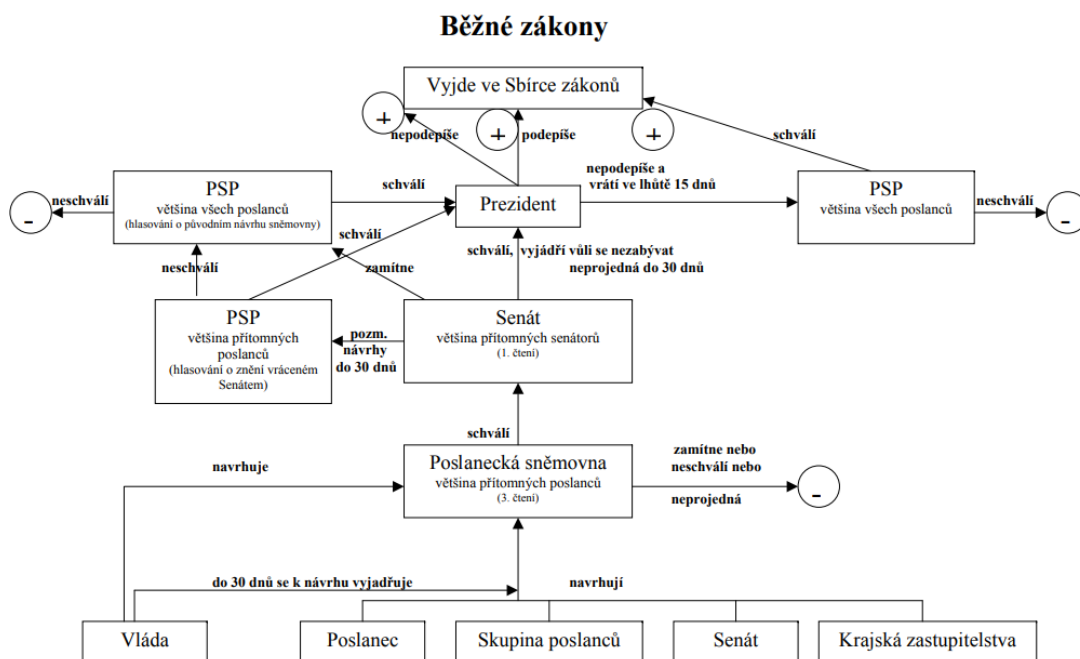 Běžné zákony
Vyjde ve Sbírce zákonů
+
+
+
nepodepíše
podepíše
schválí
nepodepíše a
vrátí ve lhůtě 15 dnů
PSP
většina všech poslanců
(hlasování o původním návrhu sněmovny)
neschválí
-
schválí
Prezident
PSP
většina všech poslanců
neschválí
-
schválí
schválí, vyjádří vůli se nezabývat
neprojedná do 30 dnů
neschválí
zamítne
PSP
většina přítomných
poslanců
(hlasování o znění vráceném
Senátem)
pozm.
návrhy
do 30 dnů
Senát
většina přítomných senátorů
(1. čtení)
schválí
navrhuje
Poslanecká sněmovna
většina přítomných poslanců
(3. čtení)
zamítne nebo
neschválí nebo
neprojedná
-
do 30 dnů se k návrhu vyjadřuje
navrhují
Vláda
Poslanec
Skupina poslanců
Senát
Krajská zastupitelstva